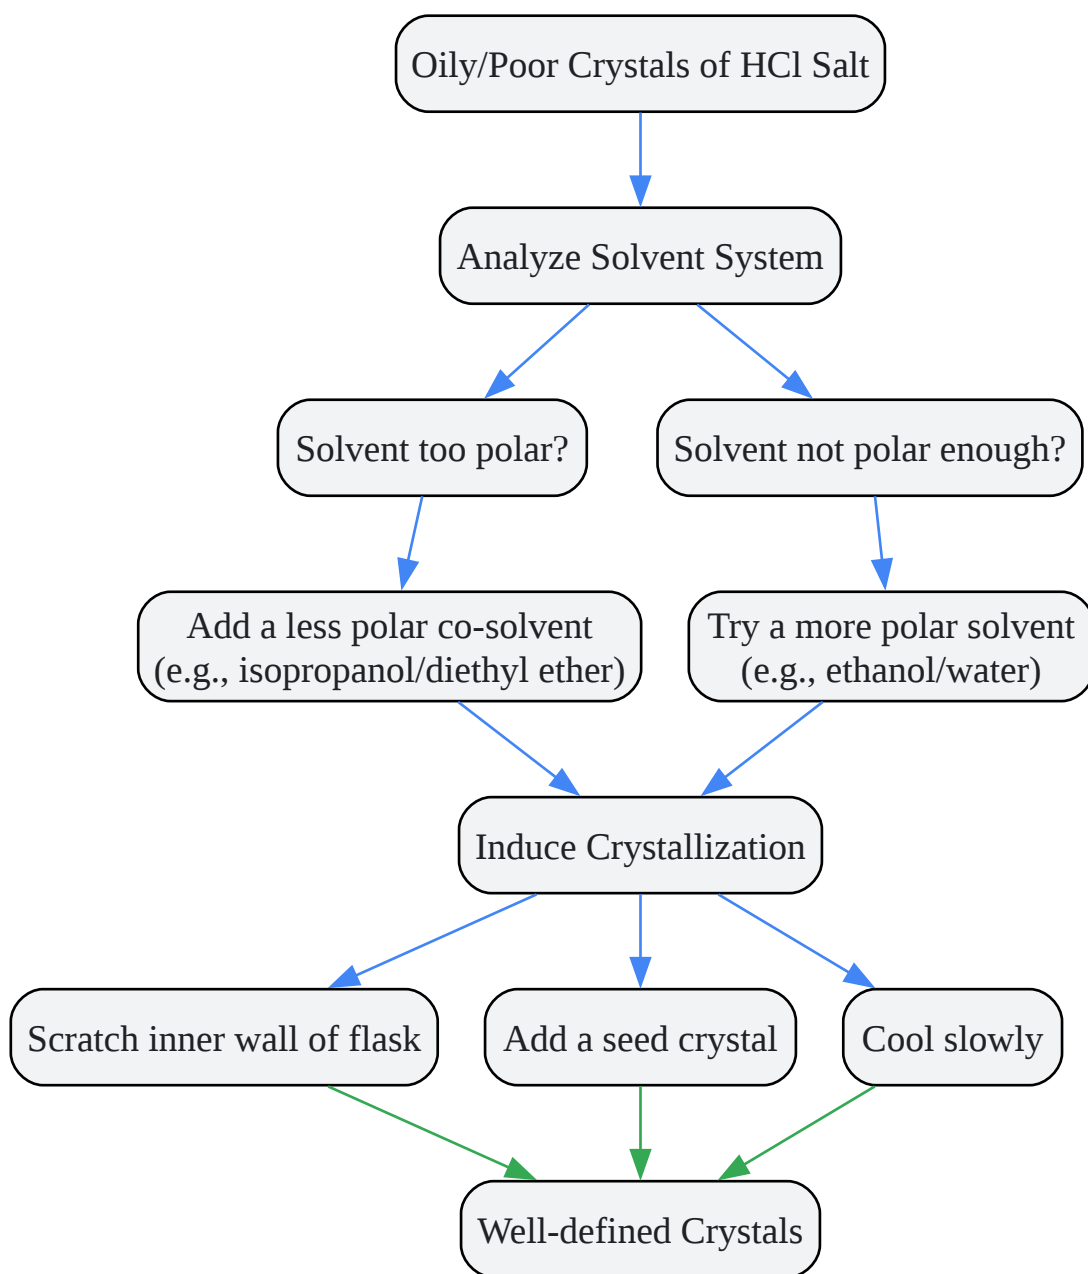 Oily/Poor Crystals of HCl Salt
Analyze Solvent System
Solvent too polar?
Solvent not polar enough?
Add a less polar co-solvent
(e.g., isopropanol/diethyl ether)
Try a more polar solvent
(e.g., ethanol/water)
Induce Crystallization
Scratch inner wall of flask
Add a seed crystal
Cool slowly
Well-defined Crystals